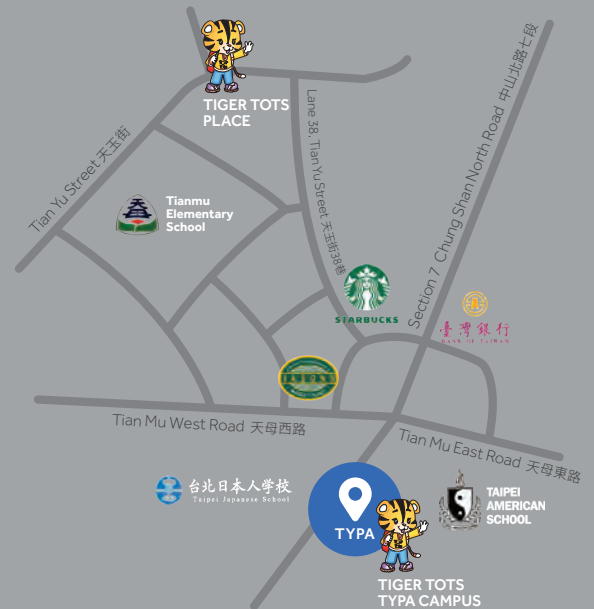 TIGER TOTS
PLACE
Tian Yu Street 天玉街
Lane 38, Tian Yu Street 天玉街38巷
Section 7 Chung Shan North Road 中山北路七段
Tianmu
Elementary
School
STARBUCKS
臺灣銀行
BANK OF TAIWAN
Tian Mu West Road 天母西路
Tian Mu East Road 天母東路
台北日本人学校
Taipei Japanese School
TYPA
TAIPEI
AMERICAN
SCHOOL
TIGER TOTS
TYPA CAMPUS